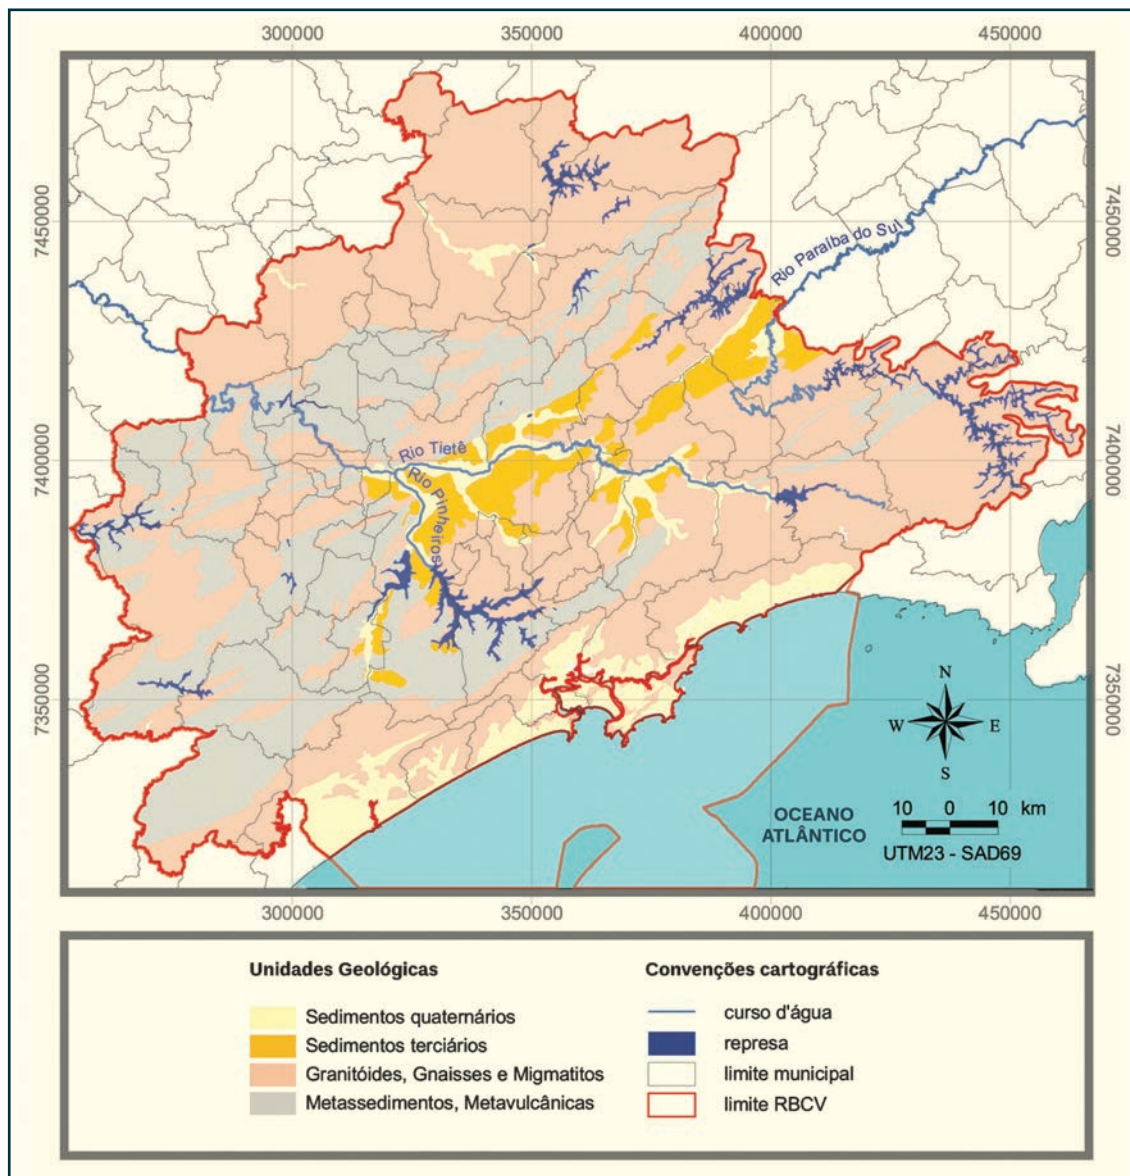 300000 350000 400000 450000
7450000 7450000
Rio Paraíba do Sul
Rio Tietê
7400000 7400000
Rio Pinheiros
7350000 7350000
N
W E
S
10 0 10 km
OCEANO
ATLÂNTICO
UTM23 - SAD69
300000 350000 400000 450000
Unidades Geológicas
Sedimentos quaternários
Sedimentos terciários
Granitóides, Gnaisses e Migmatitos
Metassedimentos, Metavulcânicas
Convenções cartográficas
curso d'água
represa
limite municipal
limite RBCV